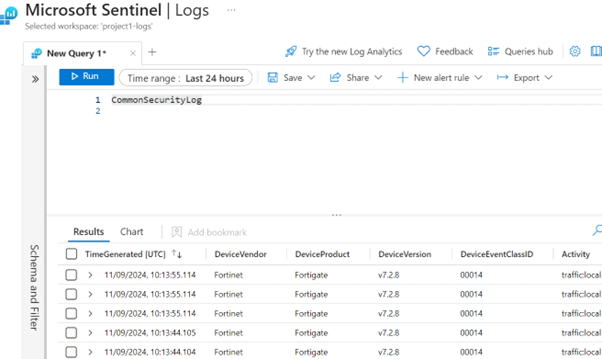 Microsoft Sentinel | Logs ...
Selected workspace: 'project1-logs'
New Query 1* × +
Try the new Log Analytics Feedback Queries hub
Run Time range : Last 24 hours Save Share New alert rule Export
1 CommonSecurityLog
2
...
Results Chart Add bookmark
TimeGenerated [UTC] ↑↓ DeviceVendor DeviceProduct DeviceVersion DeviceEventClassID Activity
> 11/09/2024, 10:13:55.114 Fortinet Fortigate v7.2.8 00014 traffic:local
> 11/09/2024, 10:13:55.114 Fortinet Fortigate v7.2.8 00014 traffic:local
> 11/09/2024, 10:13:55.114 Fortinet Fortigate v7.2.8 00014 traffic:local
> 11/09/2024, 10:13:44.105 Fortinet Fortigate v7.2.8 00014 traffic:local
> 11/09/2024, 10:13:44.104 Fortinet Fortigate v7.2.8 00014 traffic:local
Schema and Filter